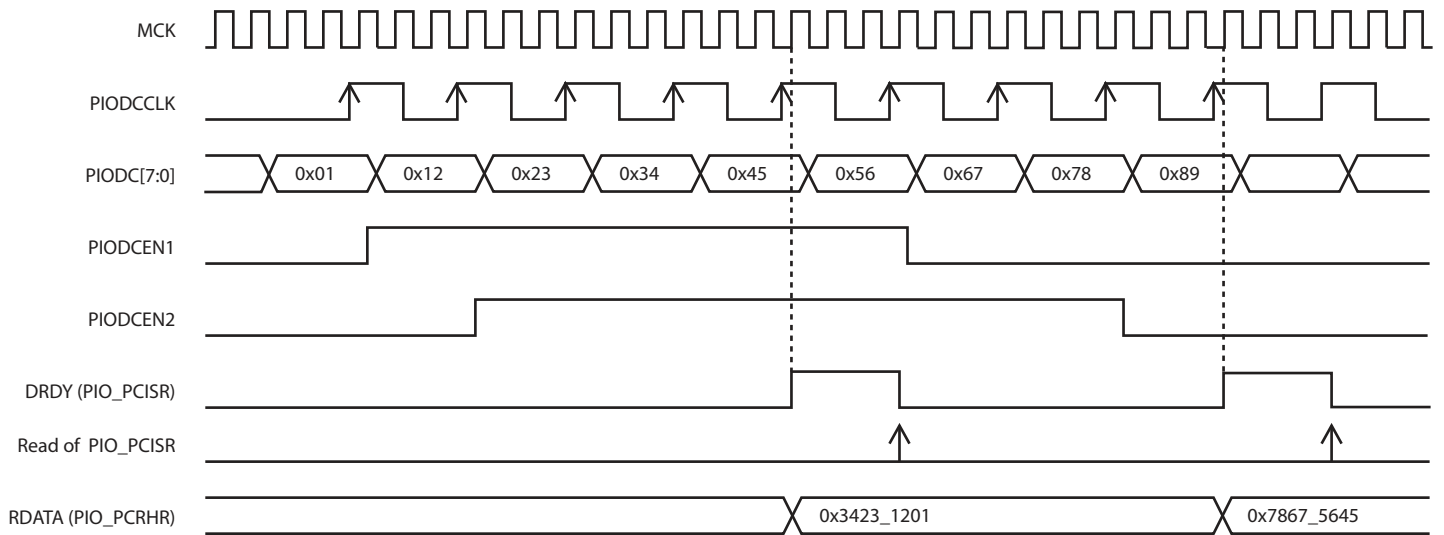 MCK
PIODCCLK
PIODC[7:0] 0x01 0x12 0x23 0x34 0x45 0x56 0x67 0x78 0x89
PIODCEN1
PIODCEN2
DRDY (PIO_PCISR)
Read of PIO_PCISR
RDATA (PIO_PCRHR) 0x3423_1201 0x7867_5645